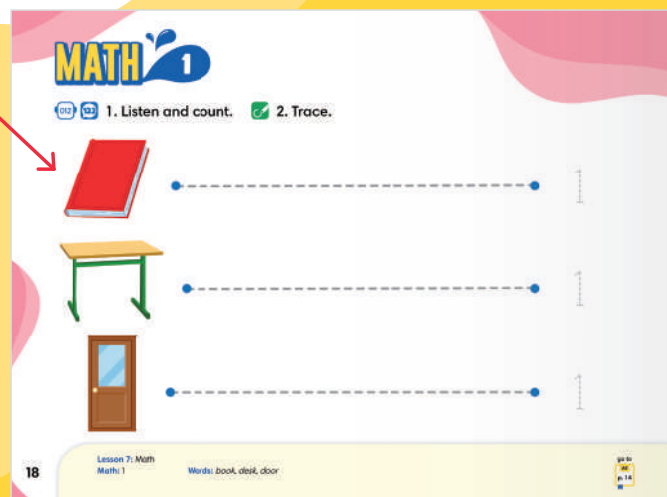 MATH 1
012 123 1. Listen and count. 2. Trace.
1
1
1
18
Lesson 7: Math
Math: 1 Words: book, desk, door
go to
p. 14